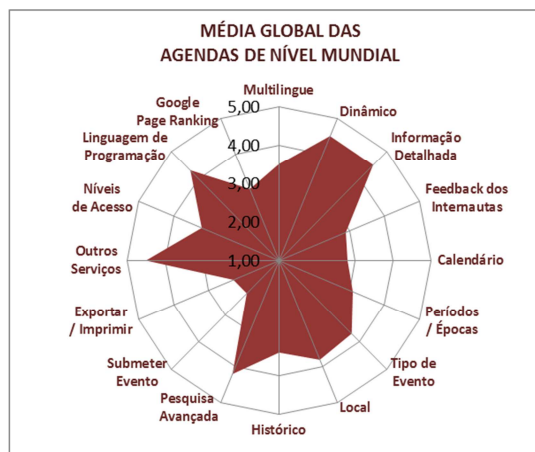 MÉDIA GLOBAL DAS
AGENDAS DE NÍVEL MUNDIAL
Multilingue
Dinâmico
Informação
Detalhada
Feedback dos
Internautas
Calendário
Períodos
/ Épocas
Tipo de
Evento
Local
Histórico
Pesquisa
Avançada
Submeter
Evento
Exportar
/ Imprimir
Outros
Serviços
Níveis
de Acesso
Linguagem de
Programação
Google
Page Ranking
5,00
4,00
3,00
2,00
1,00